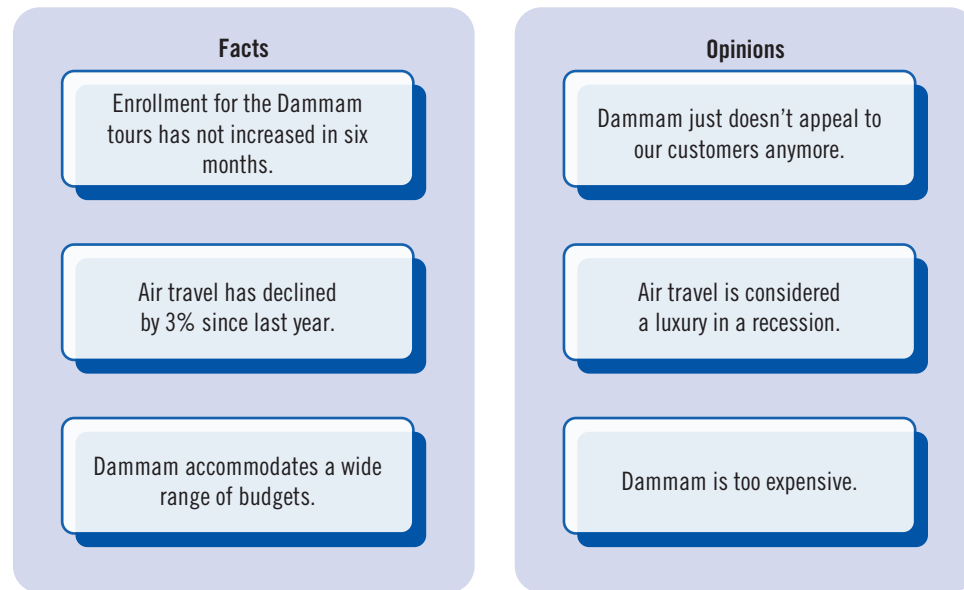 Facts
Enrollment for the Dammam
tours has not increased in six
months.
Air travel has declined
by 3% since last year.
Dammam accommodates a wide
range of budgets.
Opinions
Dammam just doesn’t appeal to
our customers anymore.
Air travel is considered
a luxury in a recession.
Dammam is too expensive.